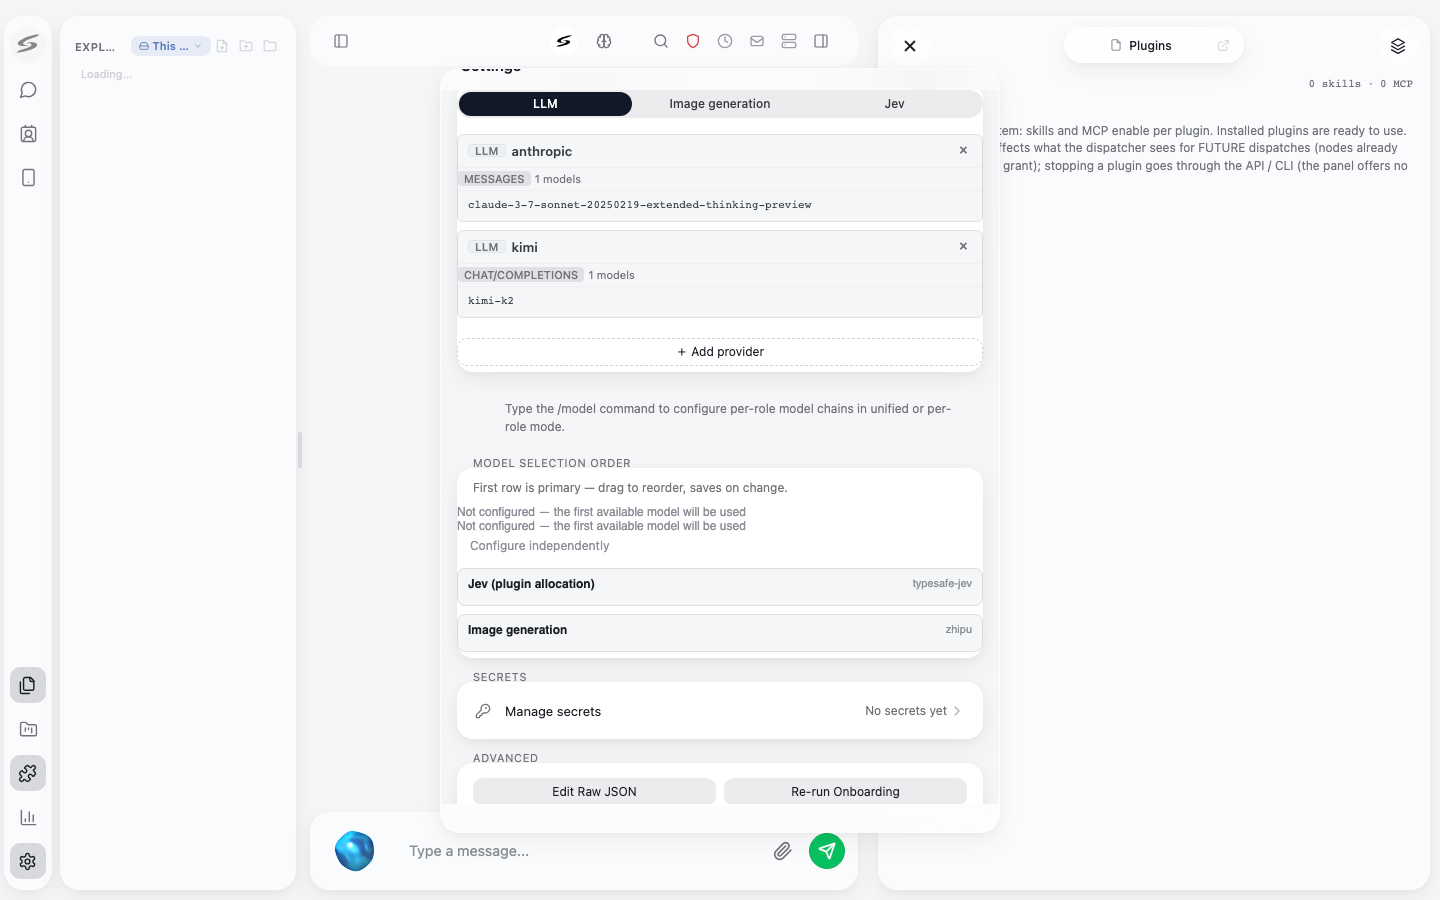 EXPL...
This ...
Loading...
Settings
LLM
Image generation
Jev
LLM
anthropic
MESSAGES
1 models
claude-3-7-sonnet-20250219-extended-thinking-preview
LLM
kimi
CHAT/COMPLETIONS
1 models
kimi-k2
+ Add provider
Type the /model command to configure per-role model chains in unified or per-
role mode.
MODEL SELECTION ORDER
First row is primary — drag to reorder, saves on change.
Not configured — the first available model will be used
Not configured — the first available model will be used
Configure independently
Jev (plugin allocation)
typesafe-jev
Image generation
zhipu
SECRETS
Manage secrets
No secrets yet
ADVANCED
Edit Raw JSON
Re-run Onboarding
Type a message...
Plugins
0 skills · 0 MCP
tem: skills and MCP enable per plugin. Installed plugins are ready to use.
ffects what the dispatcher sees for FUTURE dispatches (nodes already
grant); stopping a plugin goes through the API / CLI (the panel offers no